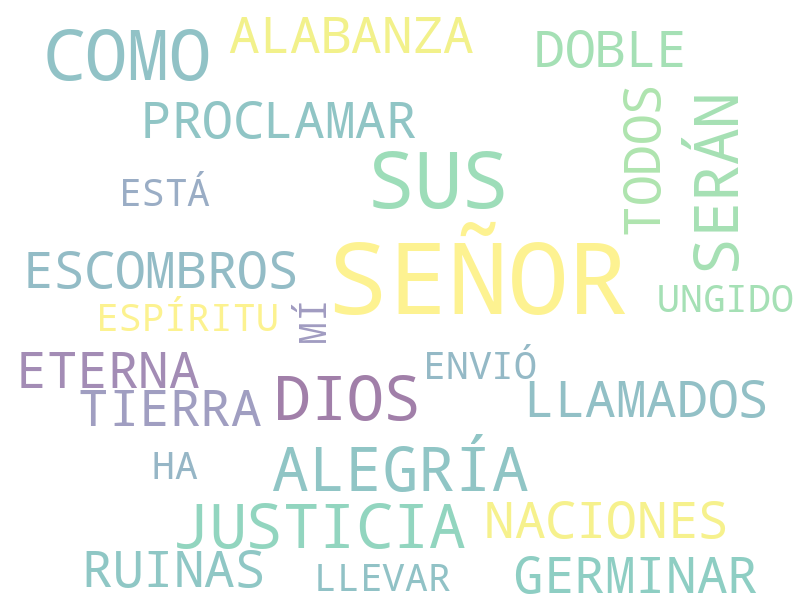 COMO
ALABANZA
DOBLE
PROCLAMAR
TODOS
SERÁN
SUS
ESTÁ
SEÑOR
ESCOMBROS
UNGIDO
ESPÍRITU
MÍ
ETERNA
ENVIÓ
TIERRA
DIOS
LLAMADOS
HA
ALEGRÍA
JUSTICIA
NACIONES
RUINAS
LLEVAR
GERMINAR